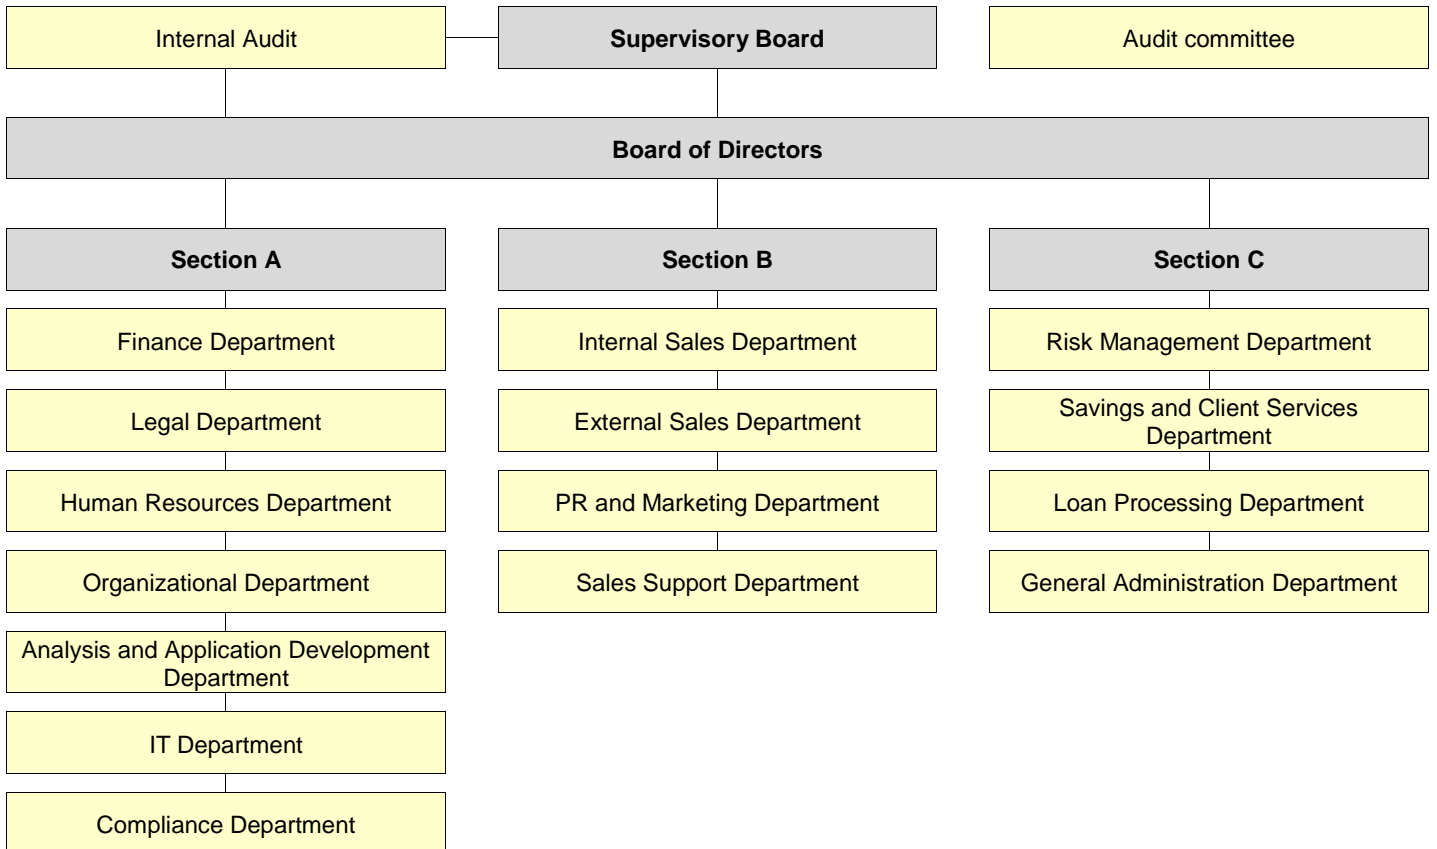 Internal Audit
Supervisory Board
Audit committee
Board of Directors
Section A
Section B
Section C
Finance Department
Internal Sales Department
Risk Management Department
Legal Department
External Sales Department
Savings and Client Services
Department
Human Resources Department
PR and Marketing Department
Loan Processing Department
Organizational Department
Sales Support Department
General Administration Department
Analysis and Application Development
Department
IT Department
Compliance Department